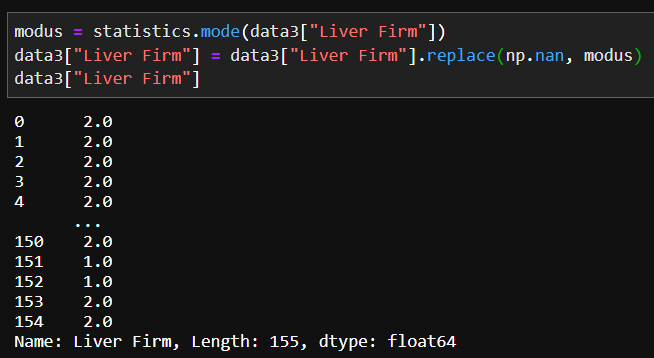 modus = statistics.mode(data3["Liver Firm"])
data3["Liver Firm"] = data3["Liver Firm"].replace(np.nan, modus)
data3["Liver Firm"]
0      2.0
1      2.0
2      2.0
3      2.0
4      2.0
      ...
150    2.0
151    1.0
152    1.0
153    2.0
154    2.0
Name: Liver Firm, Length: 155, dtype: float64